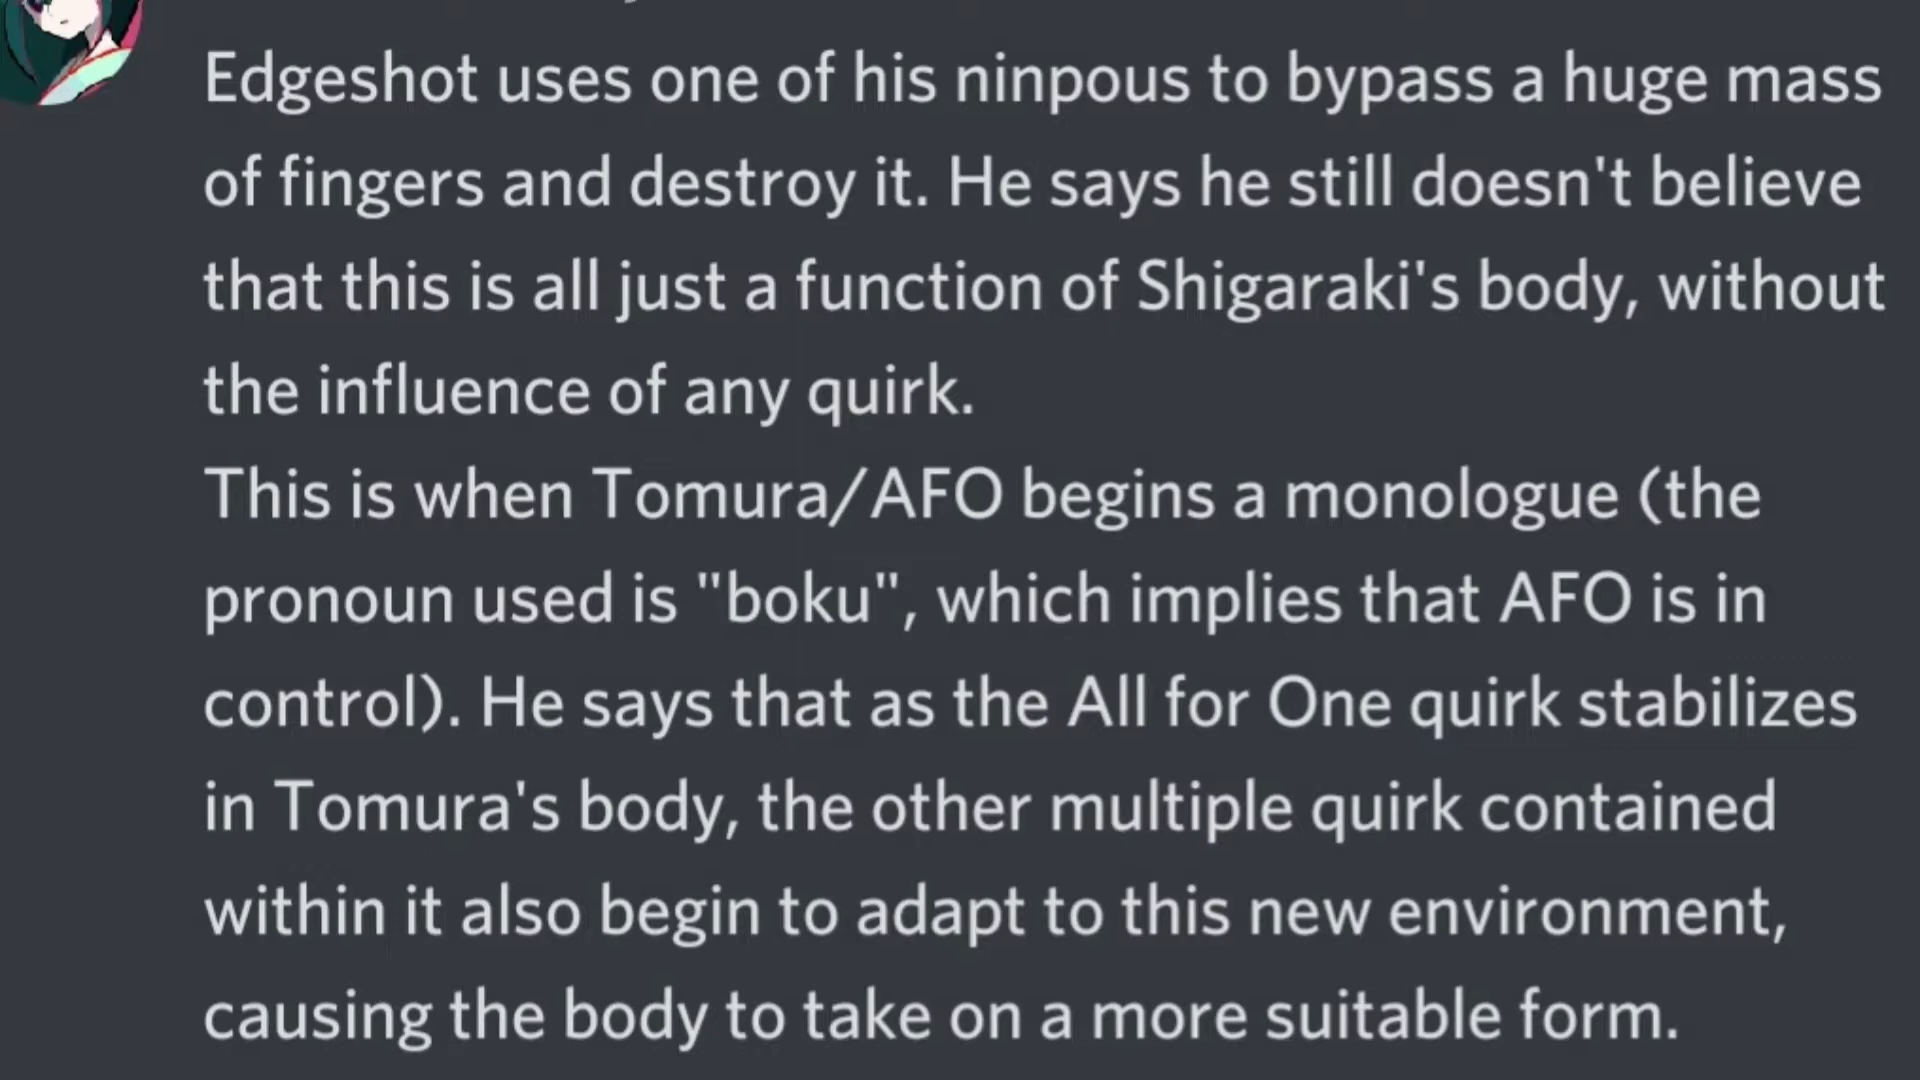 Edgeshot uses one of his ninpous to bypass a huge mass
of fingers and destroy it. He says he still doesn't believe
that this is all just a function of Shigaraki's body, without
the influence of any quirk.
This is when Tomura/AFO begins a monologue (the
pronoun used is "boku", which implies that AFO is in
control). He says that as the All for One quirk stabilizes
in Tomura's body, the other multiple quirk contained
within it also begin to adapt to this new environment,
causing the body to take on a more suitable form.